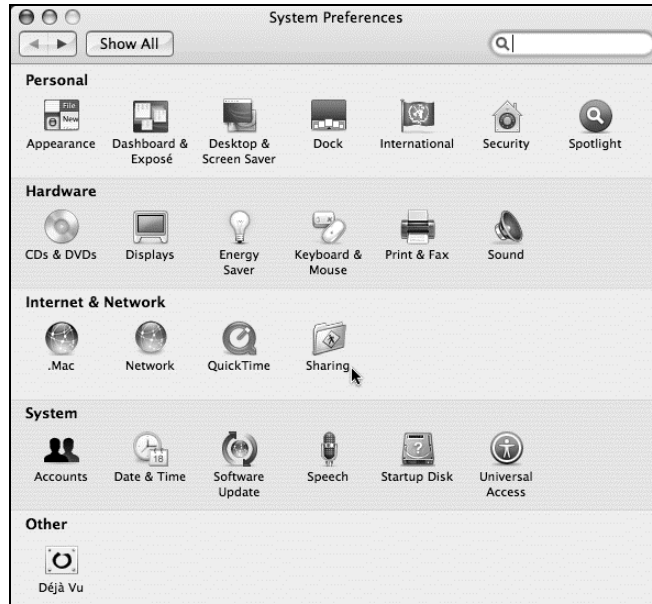 System Preferences
Show All
Personal
File
New
Appearance
Dashboard &
Exposé
Desktop &
Screen Saver
Dock
International
Security
Spotlight
Hardware
CDs & DVDs
Displays
Energy
Saver
Keyboard &
Mouse
Print & Fax
Sound
Internet & Network
.Mac
Network
QuickTime
Sharing
System
18
?
Accounts
Date & Time
Software
Update
Speech
Startup Disk
Universal
Access
Other
Déjà Vu